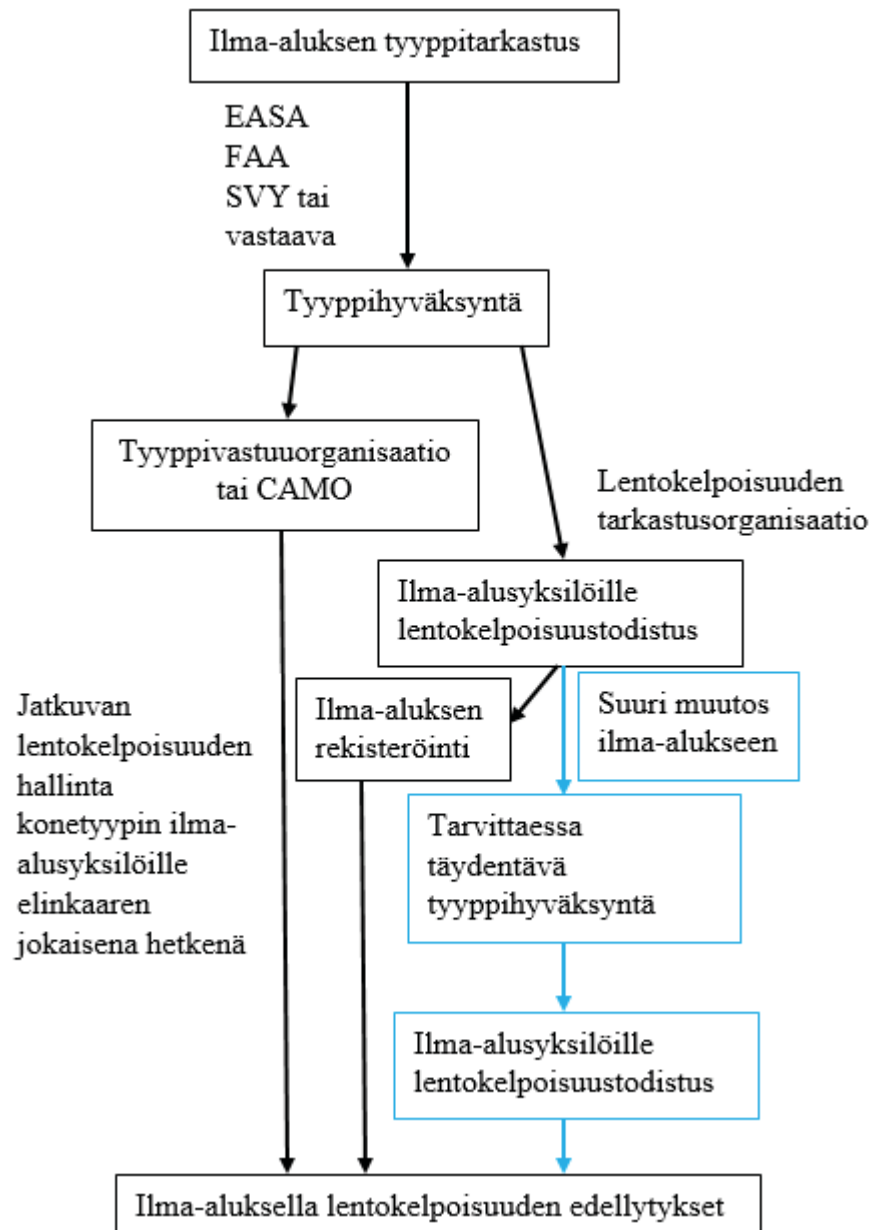 Ilma-aluksen tyyppitarkastus
EASA
FAA
SVY tai
vastaava
Tyyppihyväksyntä
Tyyppivastuuorganisaatio
tai CAMO
Lentokelpoisuuden
tarkastusorganisaatio
Ilma-alusyksilöille
lentokelpoisuustodistus
Jatkuvan
lentokelpoisuuden
hallinta
konetyypin ilma-
alusyksilöille
elinkaaren
jokaisena hetkenä
Ilma-aluksen
rekisteröinti
Suuri muutos
ilma-alukseen
Tarvittaessa
täydentävä
tyyppihyväksyntä
Ilma-alusyksilöille
lentokelpoisuustodistus
Ilma-aluksella lentokelpoisuuden edellytykset